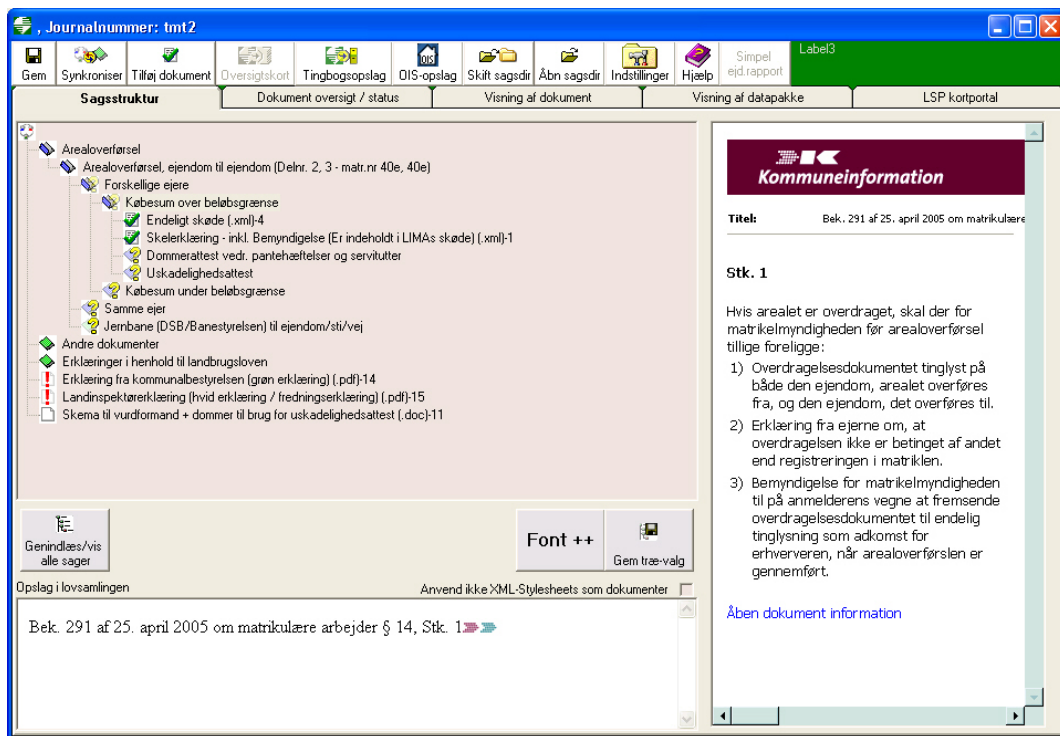 , Journalnummer: tmt2
Gem Synkroniser Tilføj dokument Oversigtskort Tingbogsopslag OIS-opslag Skift sagsdir Åbn sagsdir Indstillinger Hjælp Simpel ejd.rapport Label3
OIS
Sagsstruktur Dokument oversigt / status Visning af dokument Visning af datapakke LSP kortportal
Arealoverførsel
Arealoverførsel, ejendom til ejendom (Delnr. 2, 3 - matr.nr 40e, 40e)
Forskellige ejere
Købesum over beløbsgrænse
Endeligt skøde (.xml)-4
Skelerklæring - inkl. Bemyndigelse (Er indeholdt i LIMAs skøde) (.xml)-1
Dommerattest vedr. pantehæftelser og servitutter
Uskadelighedsattest
Købesum under beløbsgrænse
Samme ejer
Jernbane (DSB/Banestyrelsen) til ejendom/sti/vej
Andre dokumenter
Erklæringer i henhold til landbrugsloven
Erklæring fra kommunalbestyrelsen (grøn erklæring) (.pdf)-14
Landinspektørerklæring (hvid erklæring / fredningserklæring) (.pdf)-15
Skema til vurdformand + dommer til brug for uskadelighedsattest (.doc)-11
Genindlæs/vis
alle sager
Font ++
Gem træ-valg
Opslag i lovsamlingen
Anvend ikke XML-Stylesheets som dokumenter
Bek. 291 af 25. april 2005 om matrikulære arbejder § 14, Stk. 1
Kommuneinformation
Titel: Bek. 291 af 25. april 2005 om matrikulære
Stk. 1
Hvis arealet er overdraget, skal der for
matrikelmyndigheden før arealoverførsel
tillige foreligge:
1) Overdragelsesdokumentet tinglyst på
både den ejendom, arealet overføres
fra, og den ejendom, det overføres til.
2) Erklæring fra ejerne om, at
overdragelsen ikke er betinget af andet
end registreringen i matriklen.
3) Bemyndigelse for matrikelmyndigheden
til på anmelderens vegne at fremsende
overdragelsesdokumentet til endelig
tinglysning som adkomst for
erhververen, når arealoverførslen er
gennemført.
Åben dokument information